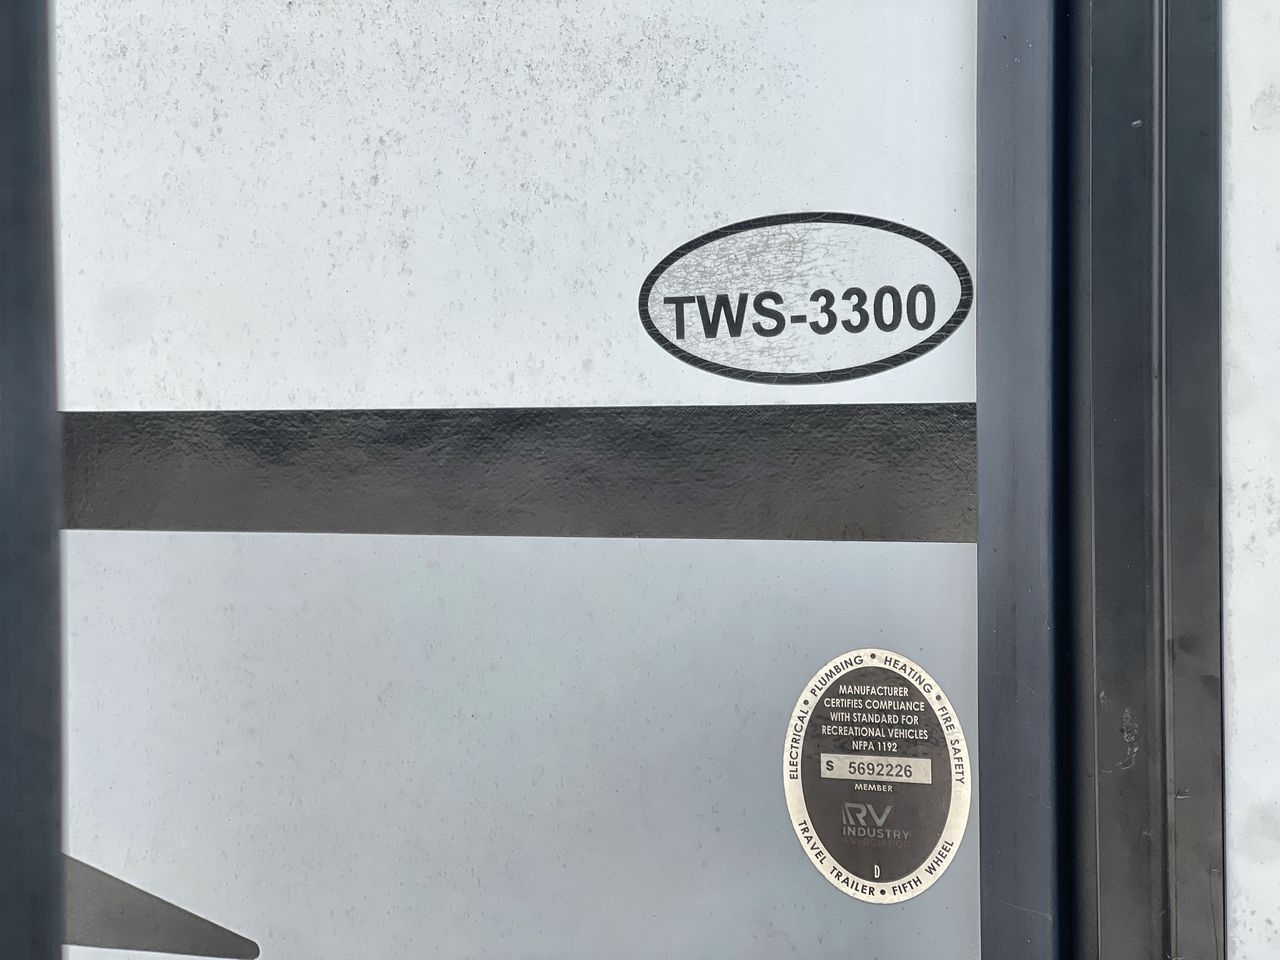 TWS-3300
ELECTRICAL • PLUMBING • HEATING • FIRE SAFETY
MANUFACTURER
CERTIFIES COMPLIANCE
WITH STANDARD FOR
RECREATIONAL VEHICLES
NFPA 1192
S 5692226
MEMBER
RV
INDUSTRY
ASSOCIATION
D
TRAVEL TRAILER • FIFTH WHEEL